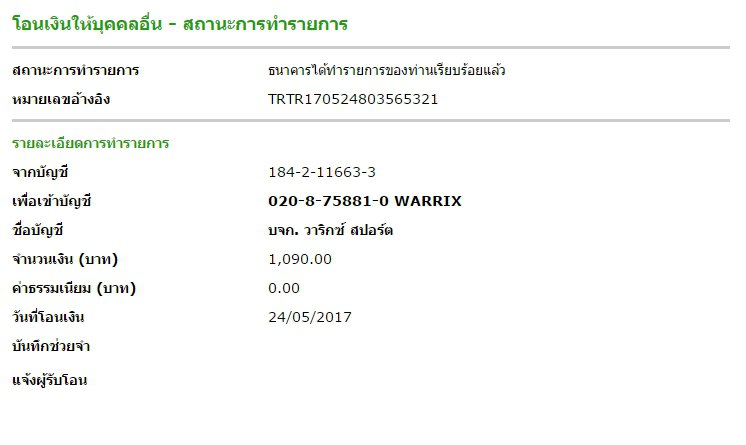 โอนเงินให้บุคคลอื่น - สถานะการทำรายการ
สถานะการทำรายการ ธนาคารได้ทำรายการของท่านเรียบร้อยแล้ว
หมายเลขอ้างอิง TRTR170524803565321
รายละเอียดการทำรายการ
จากบัญชี 184-2-11663-3
เพื่อเข้าบัญชี 020-8-75881-0 WARRIX
ชื่อบัญชี บจก. วาริกซ์ สปอร์ต
จำนวนเงิน (บาท) 1,090.00
ค่าธรรมเนียม (บาท) 0.00
วันที่โอนเงิน 24/05/2017
บันทึกช่วยจำ
แจ้งผู้รับโอน